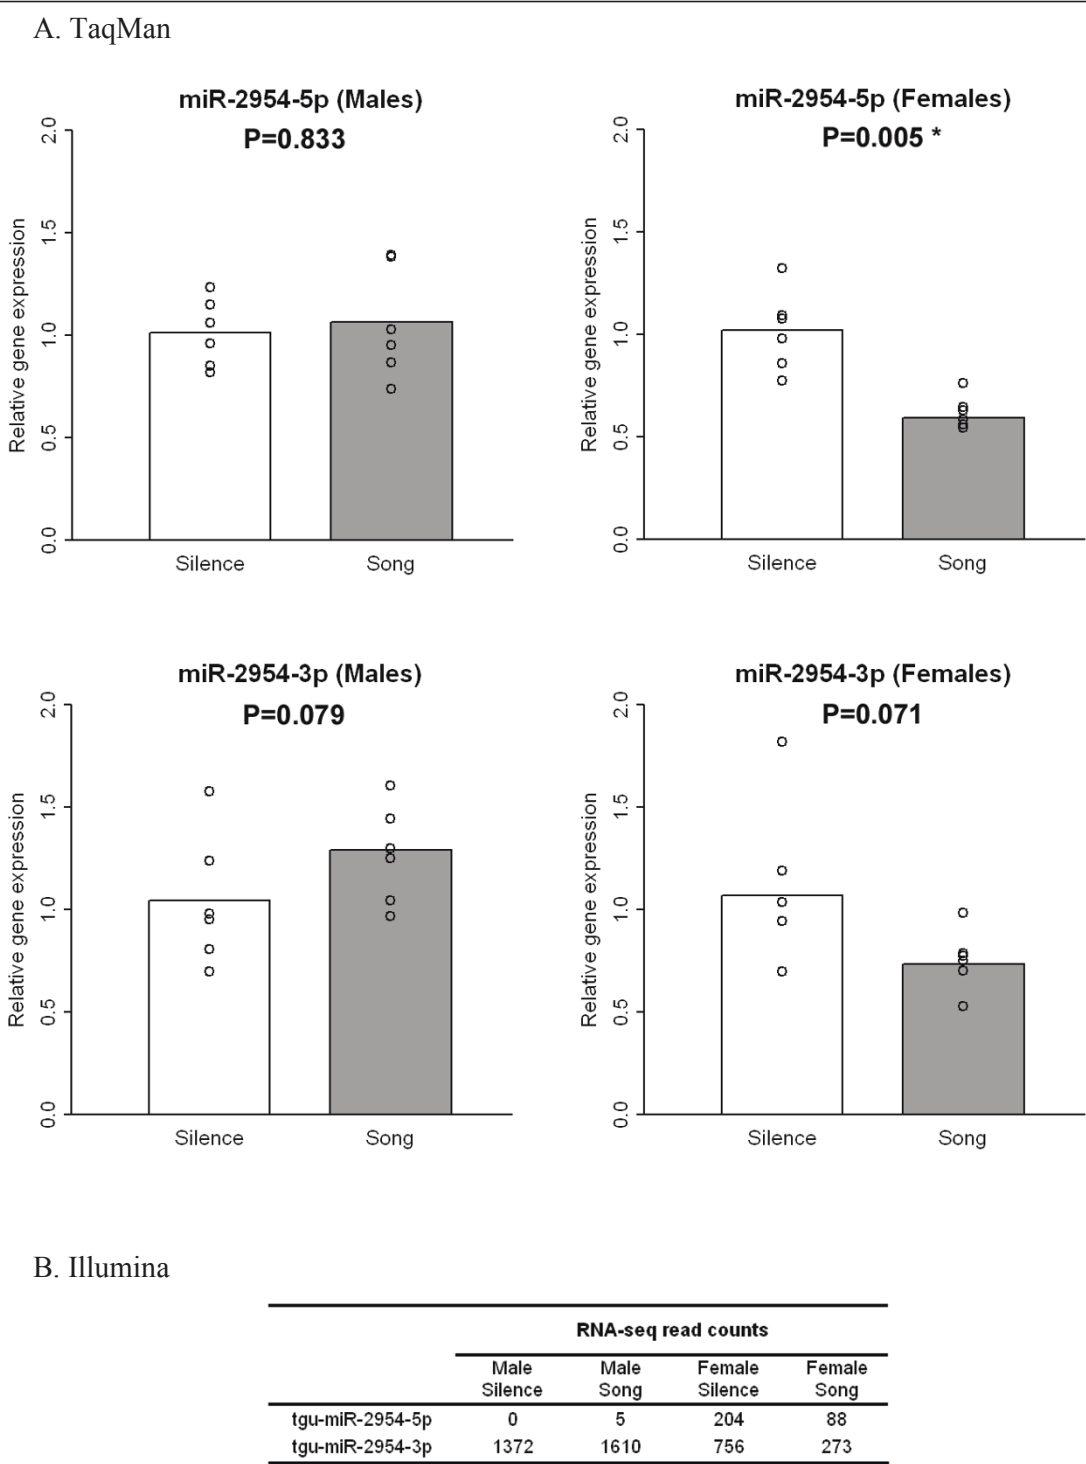 A. TaqMan
miR-2954-5p (Males)
P=0.833
Relative gene expression
2.0
1.5
1.0
0.5
0.0
Silence Song
miR-2954-5p (Females)
P=0.005 *
Relative gene expression
2.0
1.5
1.0
0.5
0.0
Silence Song
miR-2954-3p (Males)
P=0.079
Relative gene expression
2.0
1.5
1.0
0.5
0.0
Silence Song
miR-2954-3p (Females)
P=0.071
Relative gene expression
2.0
1.5
1.0
0.5
0.0
Silence Song
B. Illumina
RNA-seq read counts
Male Male Female Female
Silence Song Silence Song
tgu-miR-2954-5p 0 5 204 88
tgu-miR-2954-3p 1372 1610 756 273